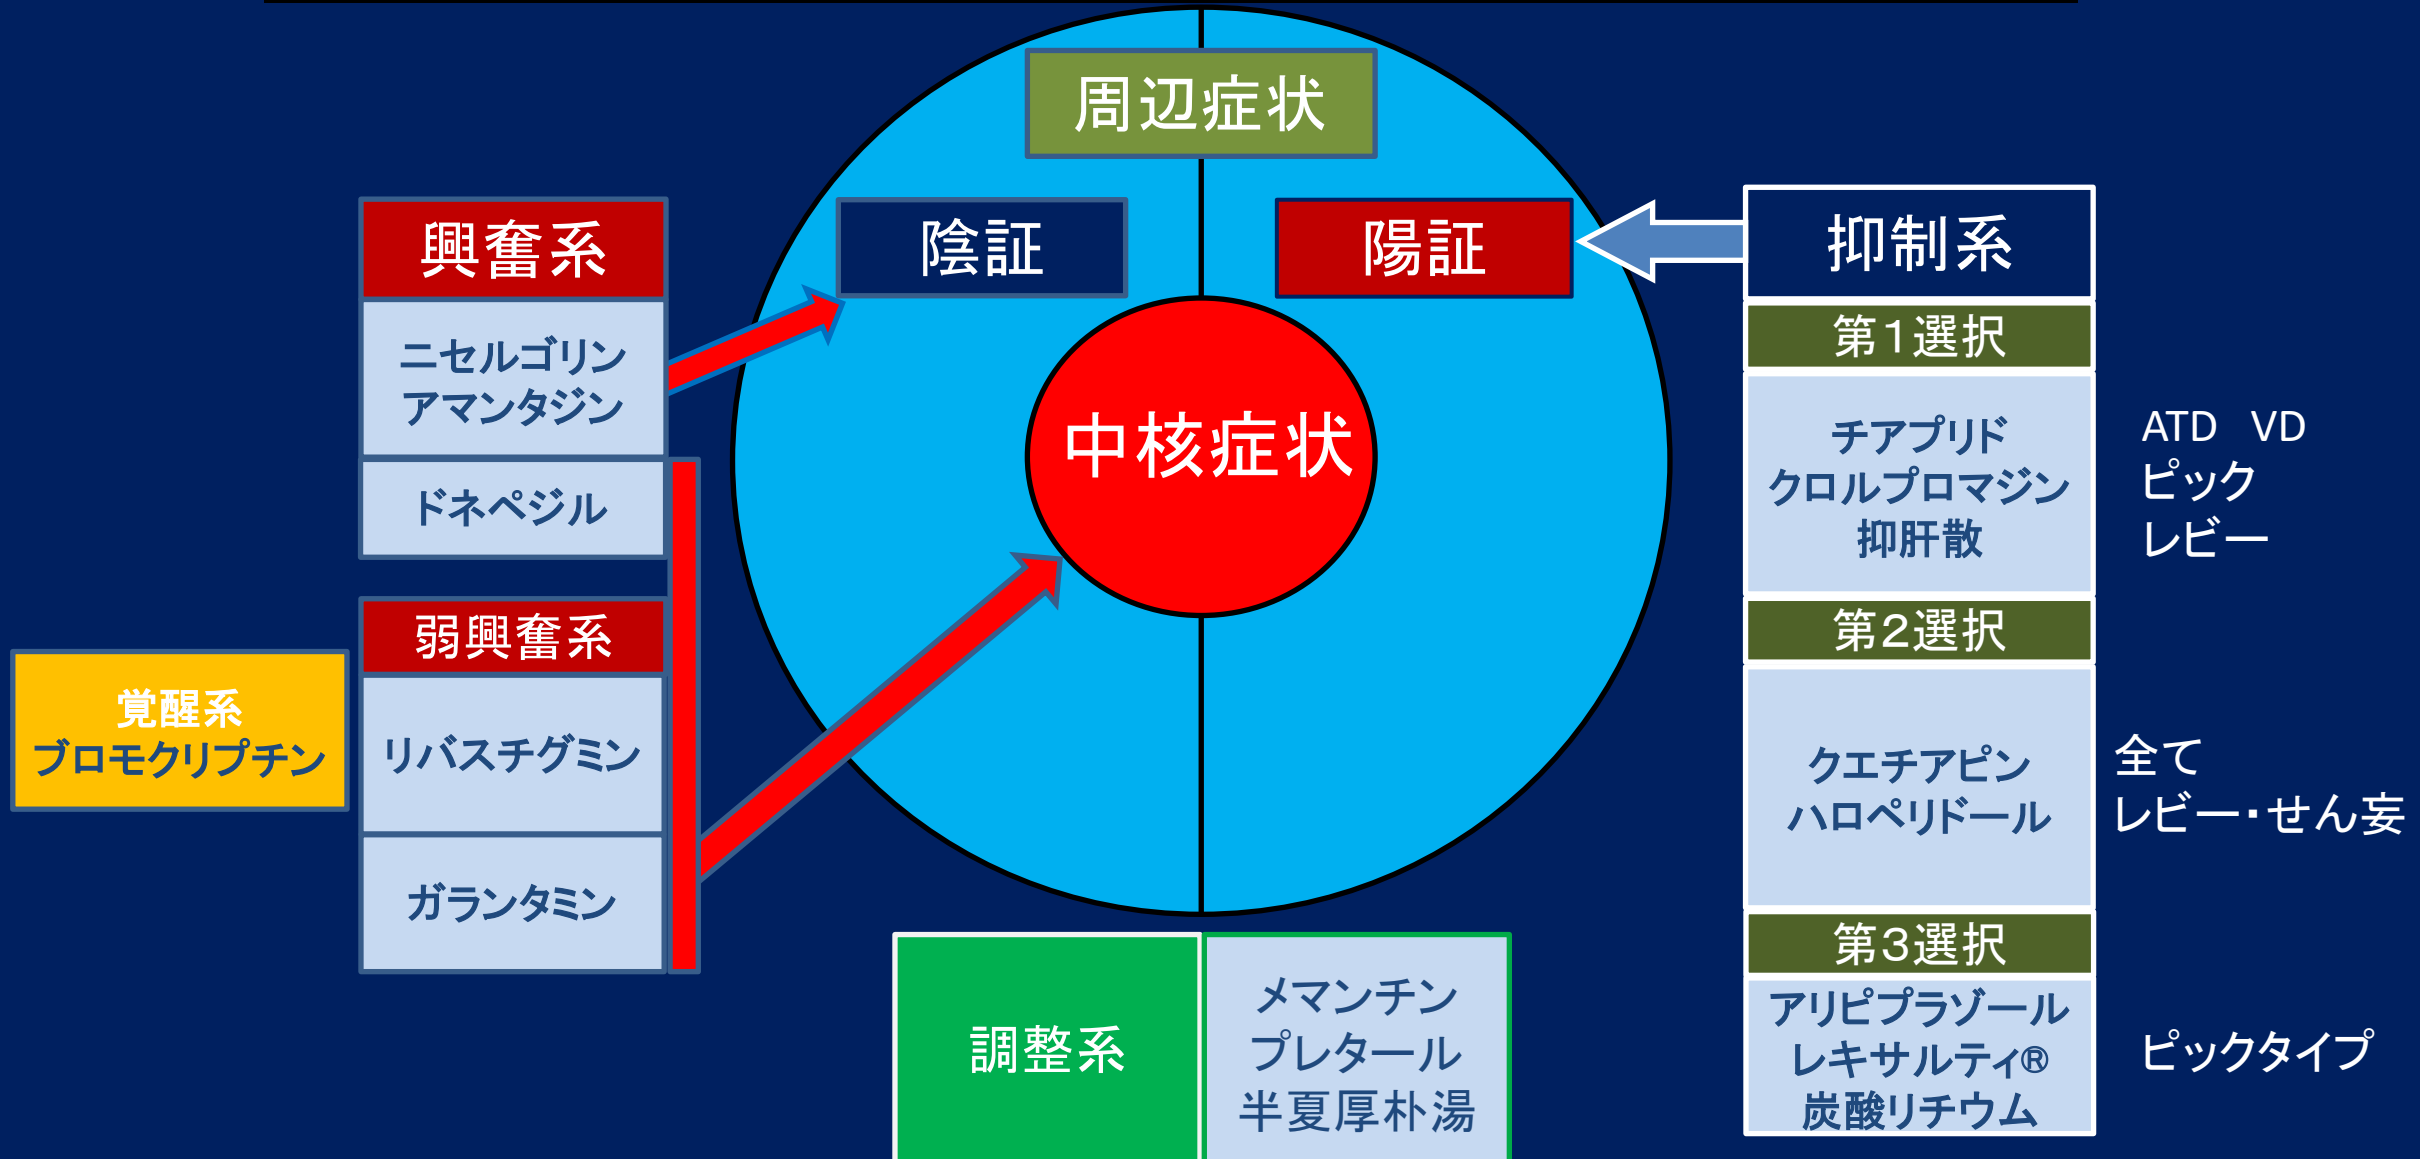 周辺症状
陰証
陽証
中核症状
興奮系
ニセルゴリン
アマンタジン
ドネペジル
弱興奮系
リバスチグミン
ガランタミン
覚醒系
ブロモクリプチン
調整系
メマンチン
プレタール
半夏厚朴湯
抑制系
第１選択
チアプリド
クロルプロマジン
抑肝散
ATD　VD
ピック
レビー
第２選択
クエチアピン
ハロペリドール
全て
レビー・せん妄
第３選択
アリピプラゾール
レキサルティ®
炭酸リチウム
ピックタイプ